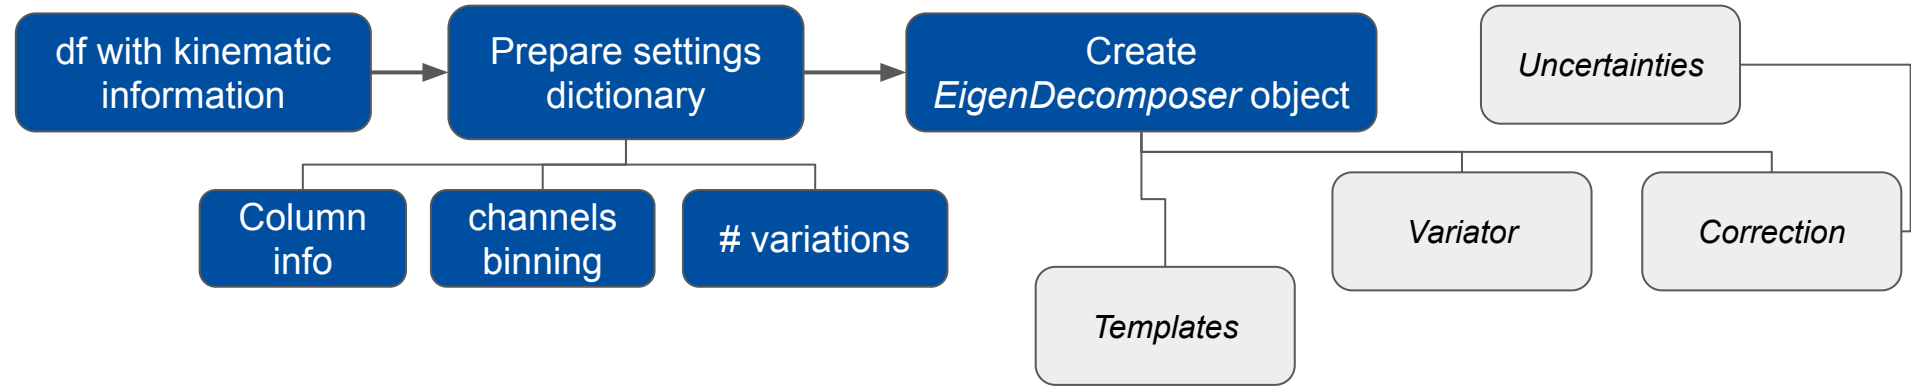 df with kinematic
information
Prepare settings
dictionary
Create
EigenDecomposer object
Uncertainties
Column
info
channels
binning
# variations
Variator
Correction
Templates